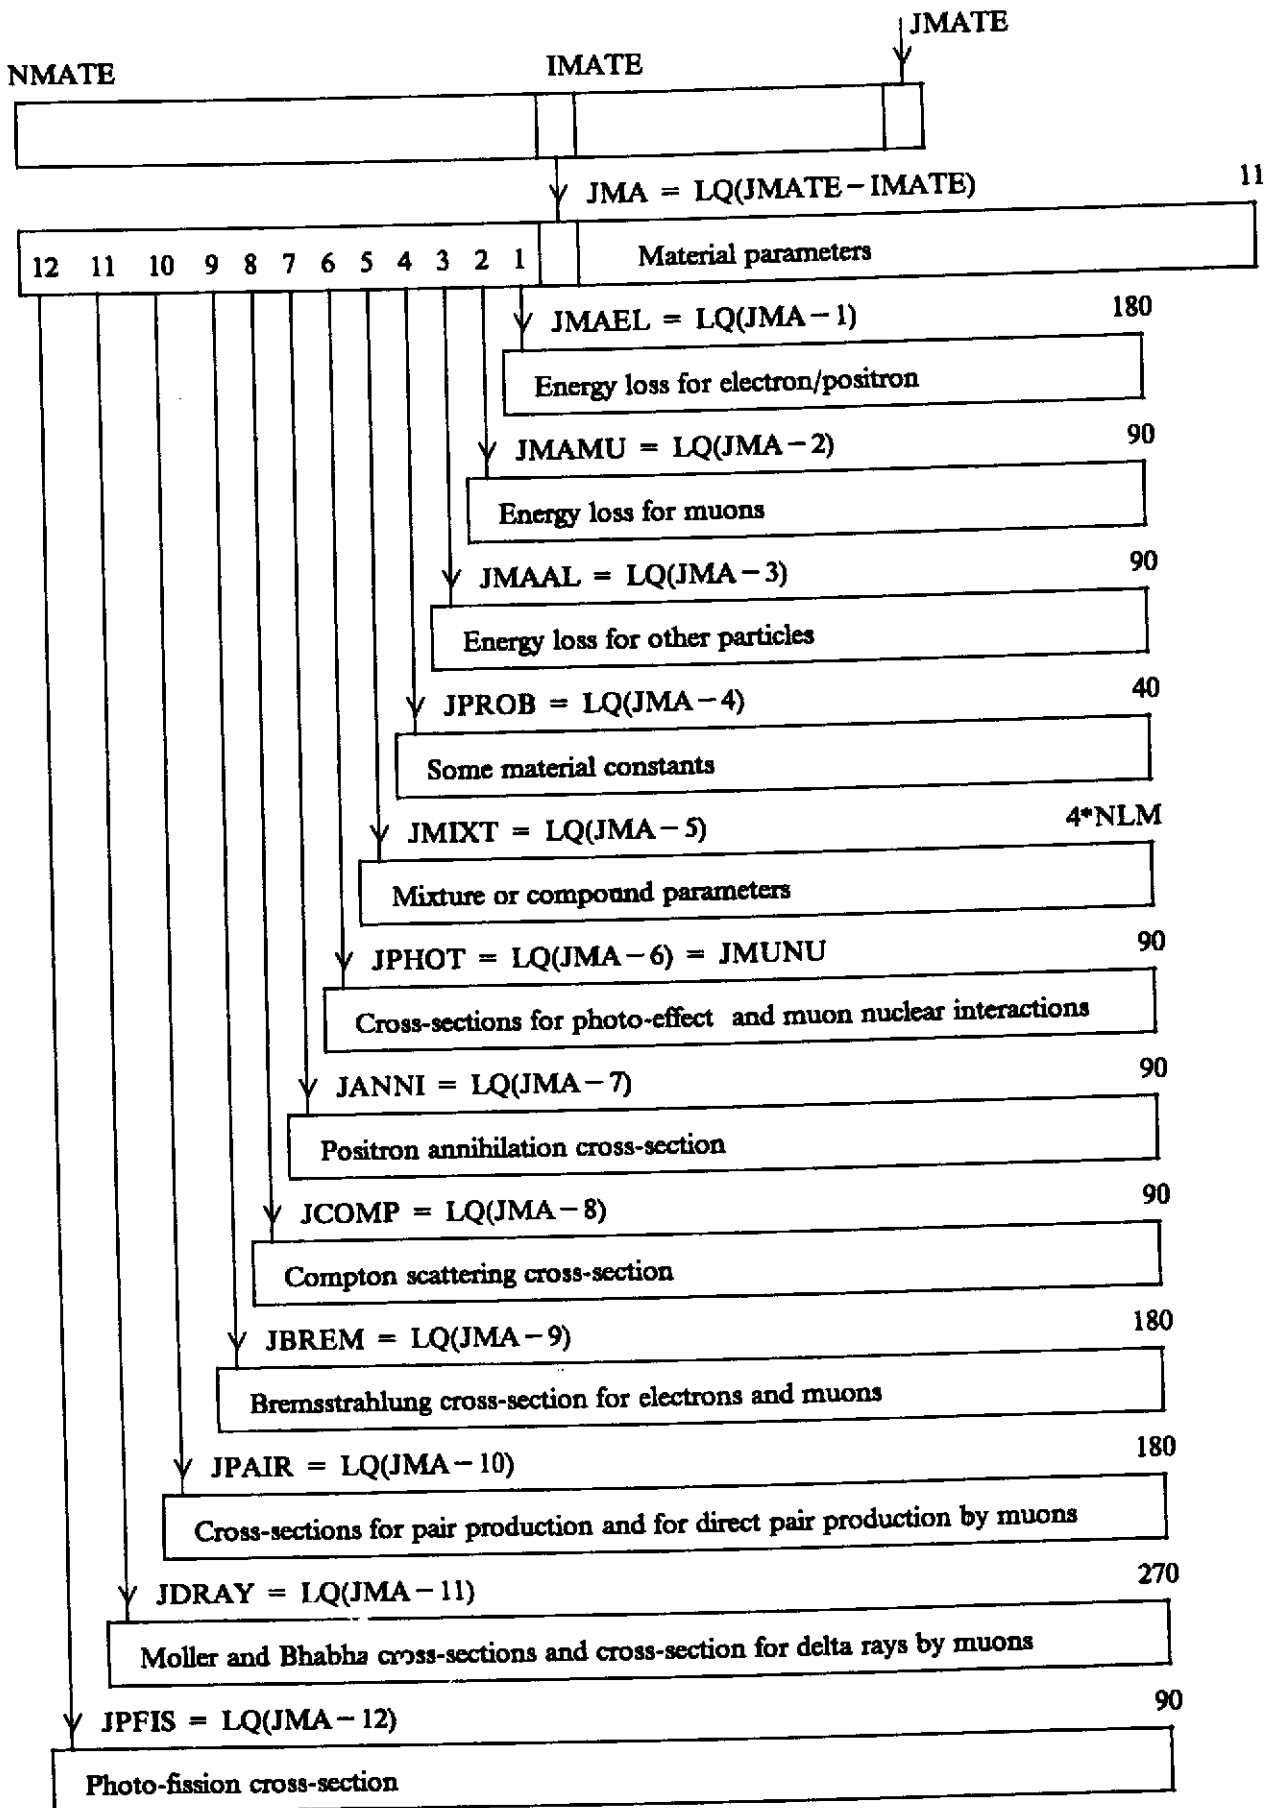 JMATE
NMATE IMATE
JMA = LQ(JMATE−IMATE) 11
12 11 10 9 8 7 6 5 4 3 2 1 Material parameters
JMAEL = LQ(JMA−1) 180
Energy loss for electron/positron
JMAMU = LQ(JMA−2) 90
Energy loss for muons
JMAAL = LQ(JMA−3) 90
Energy loss for other particles
JPROB = LQ(JMA−4) 40
Some material constants
JMIXT = LQ(JMA−5) 4*NLM
Mixture or compound parameters
JPHOT = LQ(JMA−6) = JMUNU 90
Cross-sections for photo-effect and muon nuclear interactions
JANNI = LQ(JMA−7) 90
Positron annihilation cross-section
JCOMP = LQ(JMA−8) 90
Compton scattering cross-section
JBREM = LQ(JMA−9) 180
Bremsstrahlung cross-section for electrons and muons
JPAIR = LQ(JMA−10) 180
Cross-sections for pair production and for direct pair production by muons
JDRAY = LQ(JMA−11) 270
Moller and Bhabha cross-sections and cross-section for delta rays by muons
JPFIS = LQ(JMA−12) 90
Photo-fission cross-section